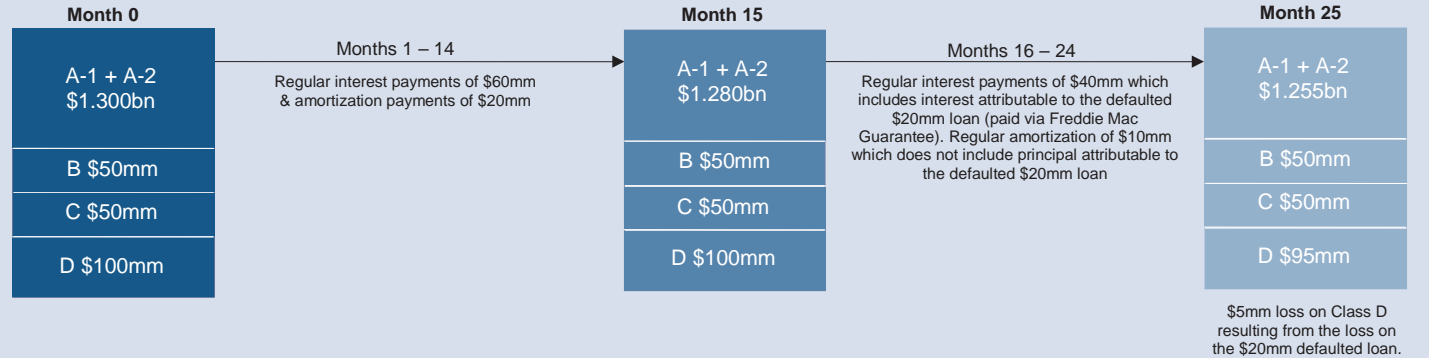 Month 0
A-1 + A-2
$1.300bn
B $50mm
C $50mm
D $100mm
Months 1 – 14
Regular interest payments of $60mm
& amortization payments of $20mm
Month 15
A-1 + A-2
$1.280bn
B $50mm
C $50mm
D $100mm
Months 16 – 24
Regular interest payments of $40mm which
includes interest attributable to the defaulted
$20mm loan (paid via Freddie Mac
Guarantee). Regular amortization of $10mm
which does not include principal attributable to
the defaulted $20mm loan
Month 25
A-1 + A-2
$1.255bn
B $50mm
C $50mm
D $95mm
$5mm loss on Class D
resulting from the loss on
the $20mm defaulted loan.